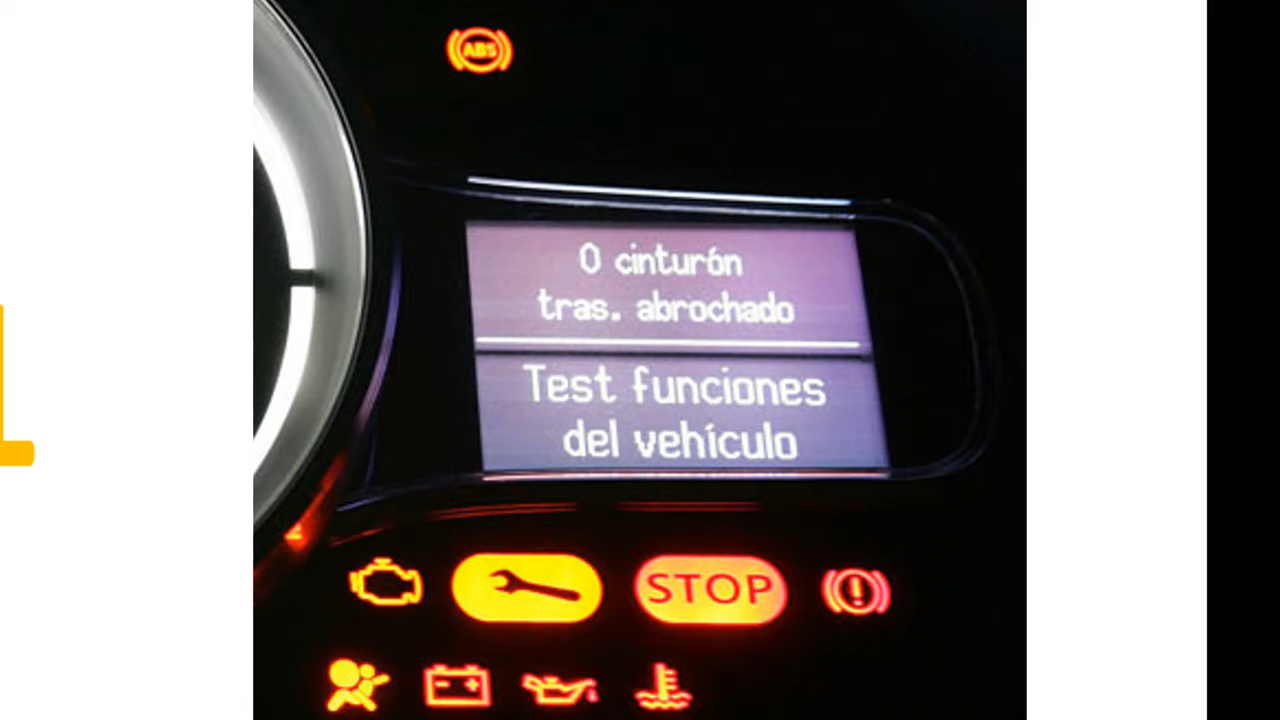 ABS
0 cinturón
tras. abrochado
Test funciones
del vehículo
STOP